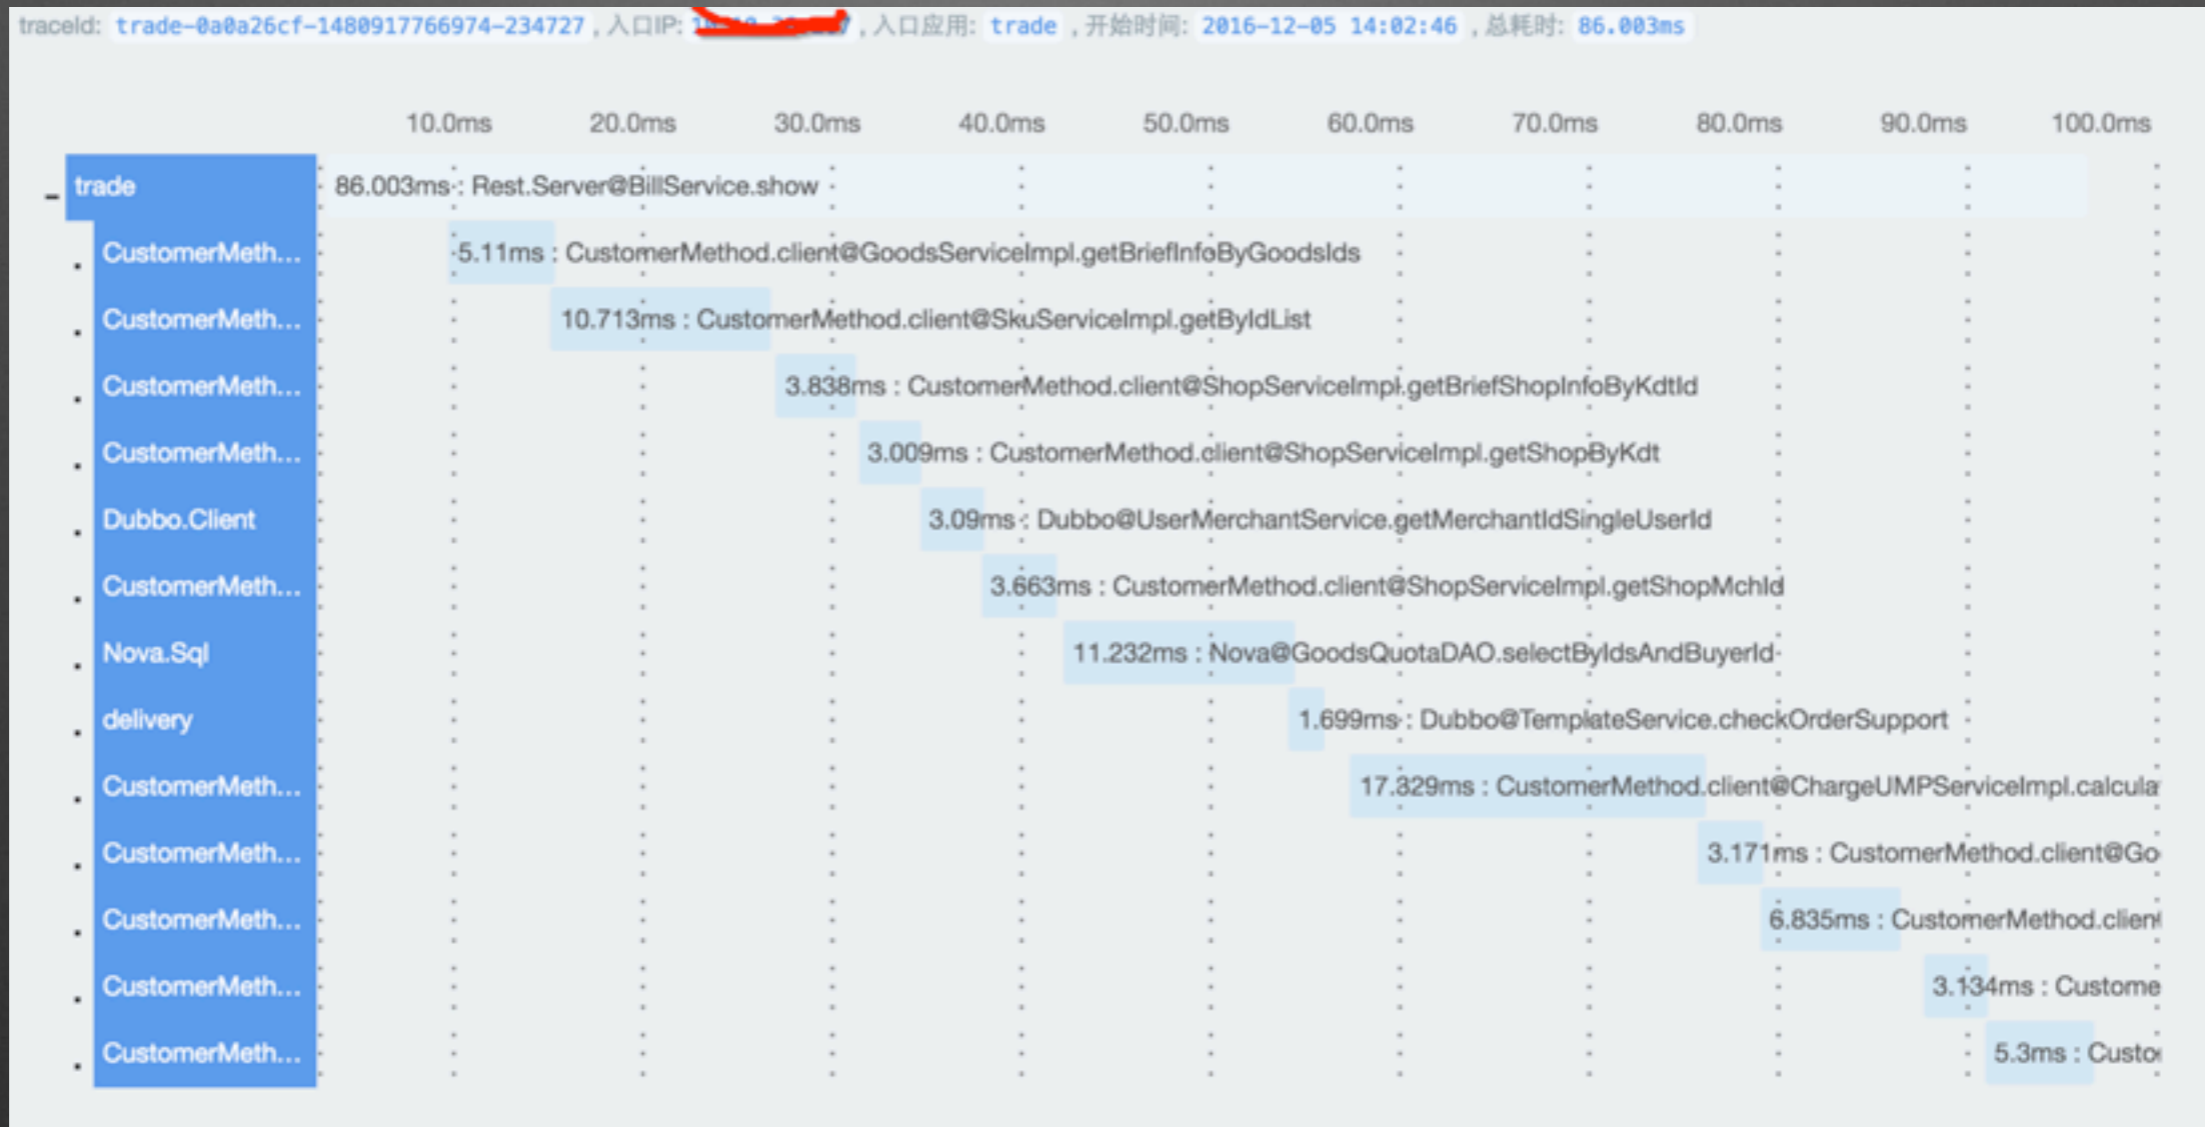 traceId: trade-0a0a26cf-1480917766974-234727 , 入口IP: , 入口应用: trade , 开始时间: 2016-12-05 14:02:46 , 总耗时: 86.003ms
10.0ms 20.0ms 30.0ms 40.0ms 50.0ms 60.0ms 70.0ms 80.0ms 90.0ms 100.0ms
trade 86.003ms : Rest.Server@BillService.show
CustomerMeth... 5.11ms : CustomerMethod.client@GoodsServiceImpl.getBriefInfoByGoodsIds
CustomerMeth... 10.713ms : CustomerMethod.client@SkuServiceImpl.getByIdList
CustomerMeth... 3.838ms : CustomerMethod.client@ShopServiceImpl.getBriefShopInfoByKdtId
CustomerMeth... 3.009ms : CustomerMethod.client@ShopServiceImpl.getShopByKdt
Dubbo.Client 3.09ms : Dubbo@UserMerchantService.getMerchantIdSingleUserId
CustomerMeth... 3.663ms : CustomerMethod.client@ShopServiceImpl.getShopMchId
Nova.Sql 11.232ms : Nova@GoodsQuotaDAO.selectByIdsAndBuyerId
delivery 1.699ms : Dubbo@TemplateService.checkOrderSupport
CustomerMeth... 17.329ms : CustomerMethod.client@ChargeUMPServiceImpl.calcula
CustomerMeth... 3.171ms : CustomerMethod.client@Go
CustomerMeth... 6.835ms : CustomerMethod.client
CustomerMeth... 3.134ms : Custome
CustomerMeth... 5.3ms : Custo